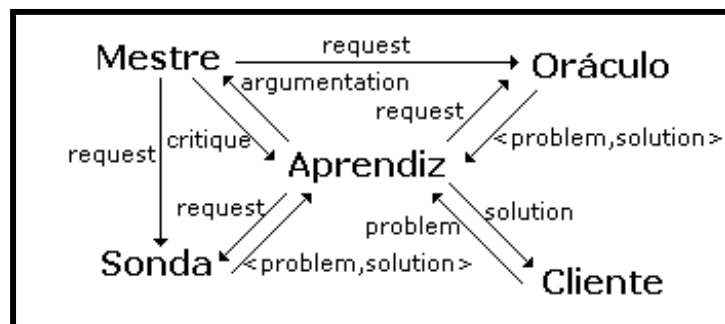 request
Mestre
Oráculo
argumentation
request
critique
request
<problem,solution>
Aprendiz
request
solution
problem
Sonda
<problem,solution>
Cliente